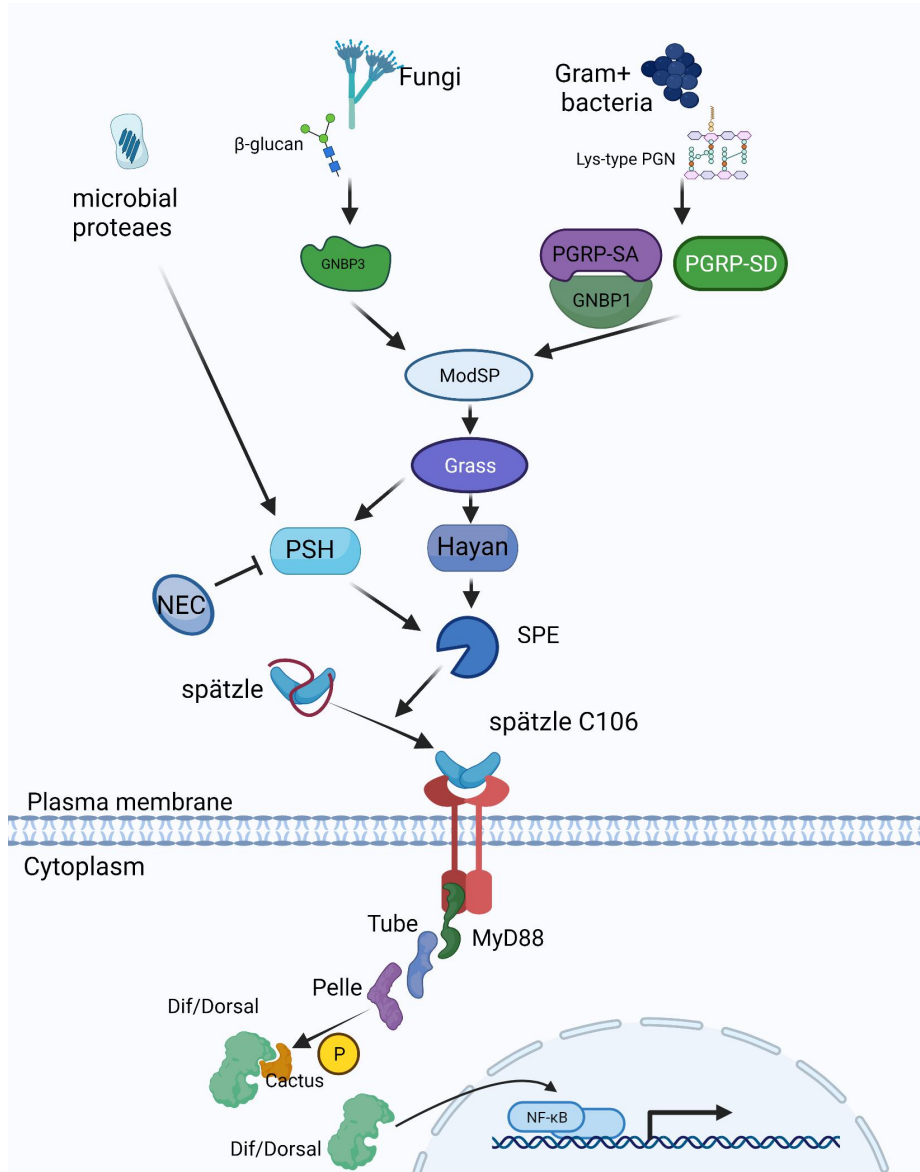 Fungi
Gram+
bacteria
β-glucan
Lys-type PGN
microbial
proteaes
GNBP3
PGRP-SA
PGRP-SD
GNBP1
ModSP
Grass
PSH
Hayan
NEC
SPE
spätzle
spätzle C106
Plasma membrane
Cytoplasm
Tube
MyD88
Pelle
Dif/Dorsal
P
Cactus
NF-κB
Dif/Dorsal